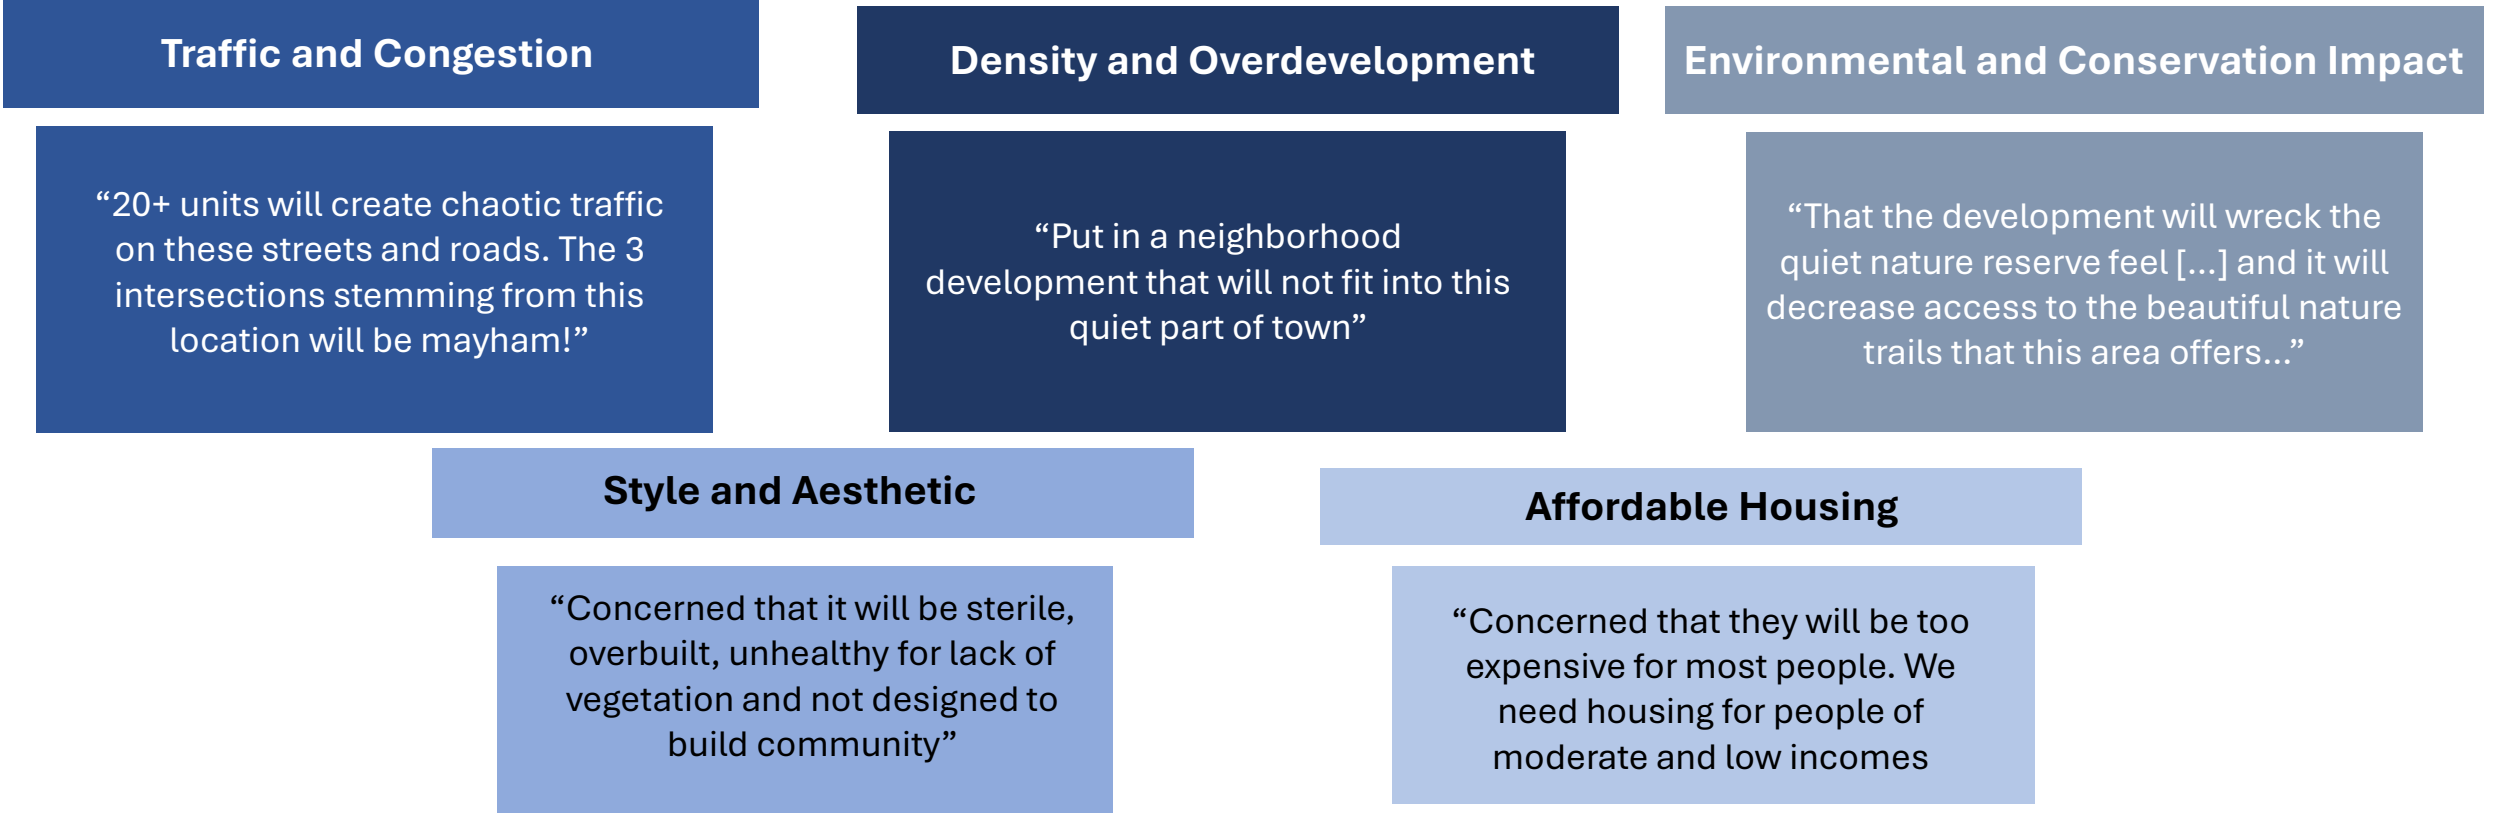 Traffic and Congestion
“20+ units will create chaotic traffic
on these streets and roads. The 3
intersections stemming from this
location will be mayham!”
Density and Overdevelopment
“Put in a neighborhood
development that will not fit into this
quiet part of town”
Environmental and Conservation Impact
“That the development will wreck the
quiet nature reserve feel [...] and it will
decrease access to the beautiful nature
trails that this area offers...”
Style and Aesthetic
“Concerned that it will be sterile,
overbuilt, unhealthy for lack of
vegetation and not designed to
build community”
Affordable Housing
“Concerned that they will be too
expensive for most people. We
need housing for people of
moderate and low incomes